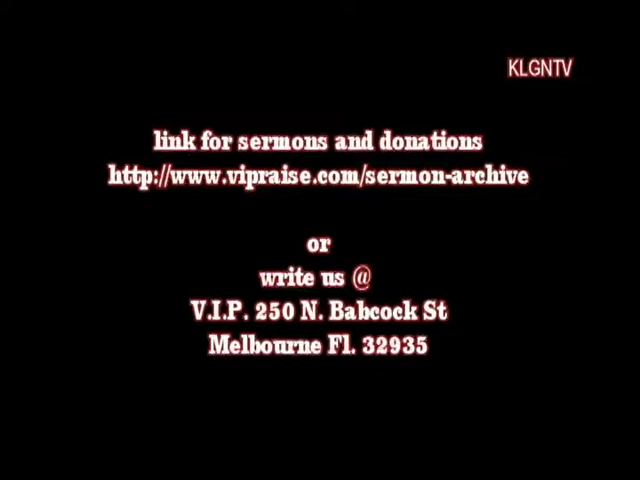 KLGNTV
link for sermons and donations
http://www.vipraise.com/sermon-archive
or
write us @
V.I.P. 250 N. Babcock St
Melbourne Fl. 32935